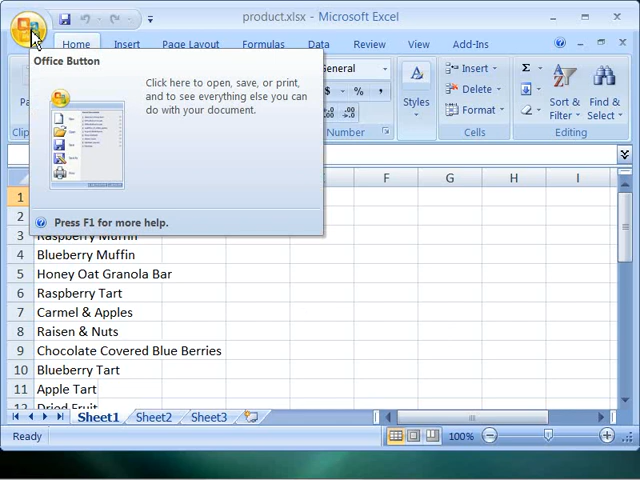 product.xlsx - Microsoft Excel
Home Insert Page Layout Formulas Data Review View Add-Ins
Office Button
Click here to open, save, or print,
and to see everything else you can
do with your document.
Press F1 for more help.
General
$ % ,
Number
Styles
Insert
Delete
Format
Cells
Σ
Sort &
Filter
Find &
Select
Editing
F G H I
1
2
3 Raspberry Muffin
4 Blueberry Muffin
5 Honey Oat Granola Bar
6 Raspberry Tart
7 Carmel & Apples
8 Raisen & Nuts
9 Chocolate Covered Blue Berries
10 Blueberry Tart
11 Apple Tart
12 Dried Fruit
Sheet1 Sheet2 Sheet3
Ready
100%